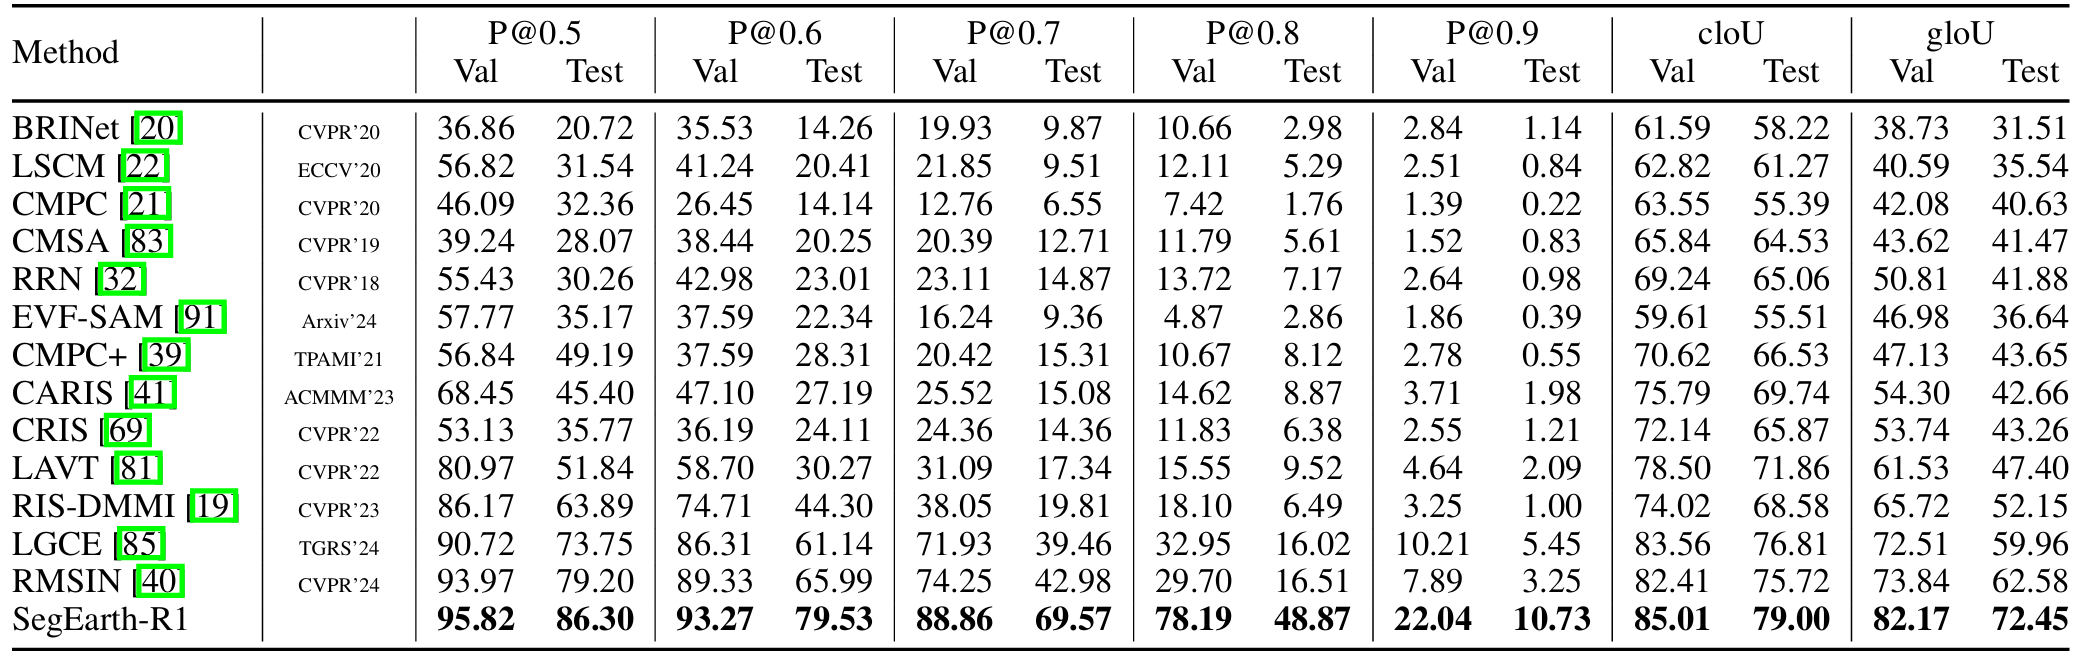 Method P@0.5 P@0.6 P@0.7 P@0.8 P@0.9 cIoU gIoU
Val Test Val Test Val Test Val Test Val Test Val Test Val Test
BRINet [20] CVPR'20 36.86 20.72 35.53 14.26 19.93 9.87 10.66 2.98 2.84 1.14 61.59 58.22 38.73 31.51
LSCM [22] ECCV'20 56.82 31.54 41.24 20.41 21.85 9.51 12.11 5.29 2.51 0.84 62.82 61.27 40.59 35.54
CMPC [21] CVPR'20 46.09 32.36 26.45 14.14 12.76 6.55 7.42 1.76 1.39 0.22 63.55 55.39 42.08 40.63
CMSA [83] CVPR'19 39.24 28.07 38.44 20.25 20.39 12.71 11.79 5.61 1.52 0.83 65.84 64.53 43.62 41.47
RRN [32] CVPR'18 55.43 30.26 42.98 23.01 23.11 14.87 13.72 7.17 2.64 0.98 69.24 65.06 50.81 41.88
EVF-SAM [91] Arxiv'24 57.77 35.17 37.59 22.34 16.24 9.36 4.87 2.86 1.86 0.39 59.61 55.51 46.98 36.64
CMPC+ [39] TPAMI'21 56.84 49.19 37.59 28.31 20.42 15.31 10.67 8.12 2.78 0.55 70.62 66.53 47.13 43.65
CARIS [41] ACMMM'23 68.45 45.40 47.10 27.19 25.52 15.08 14.62 8.87 3.71 1.98 75.79 69.74 54.30 42.66
CRIS [69] CVPR'22 53.13 35.77 36.19 24.11 24.36 14.36 11.83 6.38 2.55 1.21 72.14 65.87 53.74 43.26
LAVT [81] CVPR'22 80.97 51.84 58.70 30.27 31.09 17.34 15.55 9.52 4.64 2.09 78.50 71.86 61.53 47.40
RIS-DMMI [19] CVPR'23 86.17 63.89 74.71 44.30 38.05 19.81 18.10 6.49 3.25 1.00 74.02 68.58 65.72 52.15
LGCE [85] TGRS'24 90.72 73.75 86.31 61.14 71.93 39.46 32.95 16.02 10.21 5.45 83.56 76.81 72.51 59.96
RMSIN [40] CVPR'24 93.97 79.20 89.33 65.99 74.25 42.98 29.70 16.51 7.89 3.25 82.41 75.72 73.84 62.58
SegEarth-R1 95.82 86.30 93.27 79.53 88.86 69.57 78.19 48.87 22.04 10.73 85.01 79.00 82.17 72.45